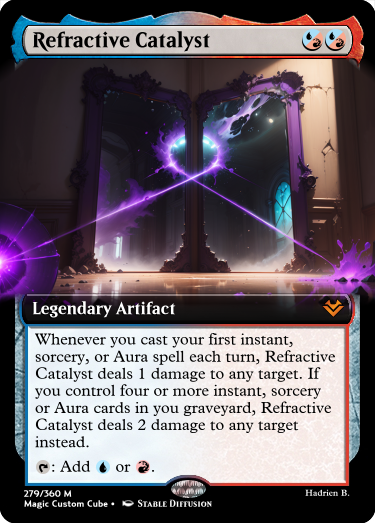 Refractive Catalyst
Legendary Artifact
Whenever you cast your first instant,
sorcery, or Aura spell each turn, Refractive
Catalyst deals 1 damage to any target. If
you control four or more instant, sorcery
or Aura cards in you graveyard, Refractive
Catalyst deals 2 damage to any target
instead.
: Add or .
279/360 M
Hadrien B.
Magic Custom Cube • Stable Diffusion